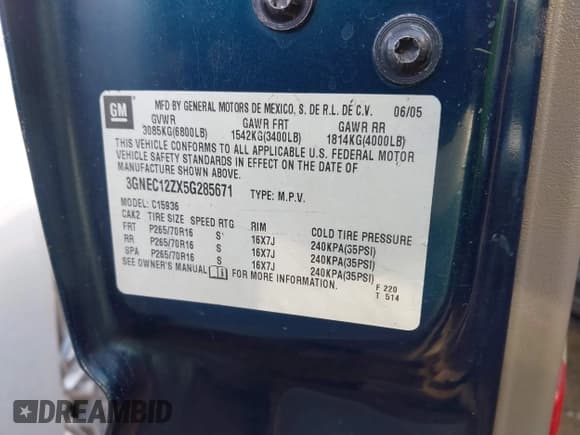 GM
MFD BY GENERAL MOTORS DE MEXICO, S. DE R.L. DE C.V. 06/05
GVWR GAWR FRT GAWR RR
3085KG(6800LB) 1542KG(3400LB) 1814KG(4000LB)
THIS VEHICLE CONFORMS TO ALL APPLICABLE U.S. FEDERAL MOTOR
VEHICLE SAFETY STANDARDS IN EFFECT ON THE DATE OF
MANUFACTURE SHOWN ABOVE.
3GNEC12ZX5G285671 TYPE: M.P.V.
MODEL: C15936
CAK2 TIRE SIZE SPEED RTG RIM COLD TIRE PRESSURE
FRT P265/70R16 S 16X7J 240KPA(35PSI)
RR P265/70R16 S 16X7J 240KPA(35PSI)
SPA P265/70R16 S 16X7J 240KPA(35PSI)
SEE OWNER'S MANUAL FOR MORE INFORMATION.
F 220
T 514
DREAMBID